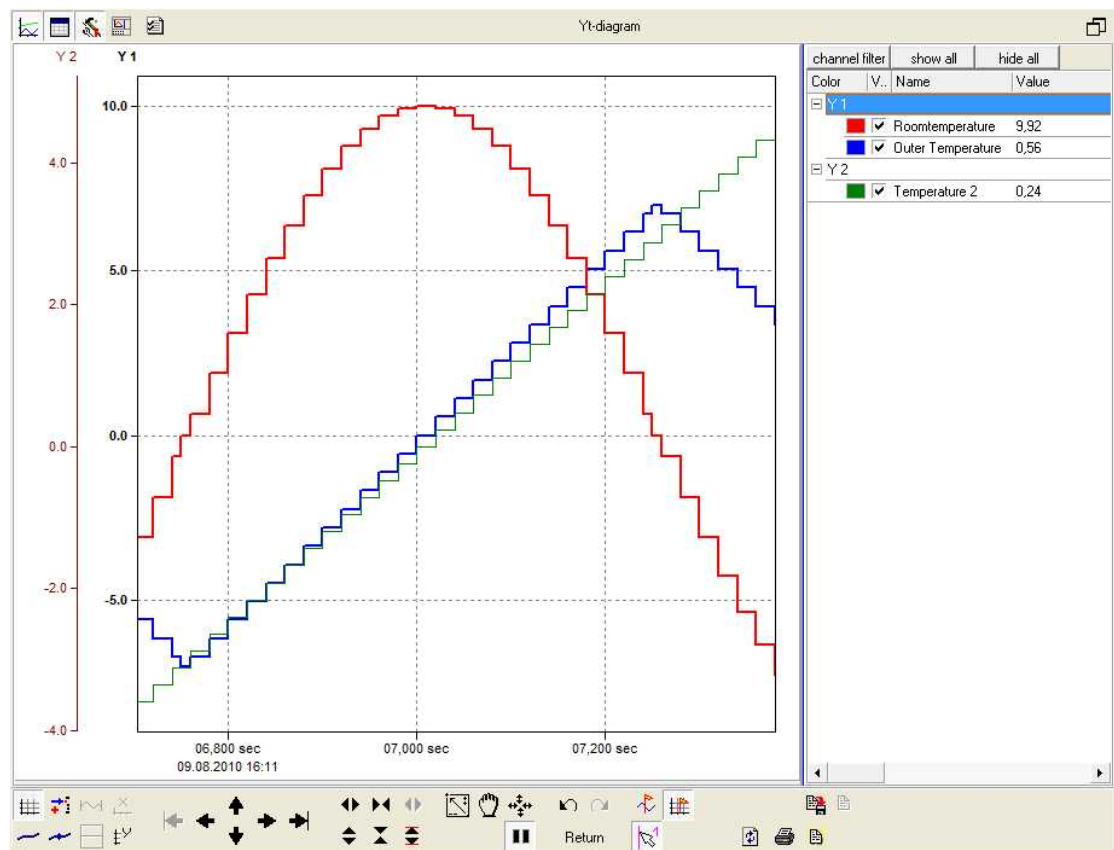 Yt-diagram
Y 2 Y 1
10.0
4.0
5.0
2.0
0.0
0.0
-2.0
-5.0
-4.0
06,800 sec 07,000 sec 07,200 sec
09.08.2010 16:11
channel filter show all hide all
Color V.. Name Value
Y 1
Roomtemperature 9,92
Outer Temperature 0,56
Y 2
Temperature 2 0,24
Return